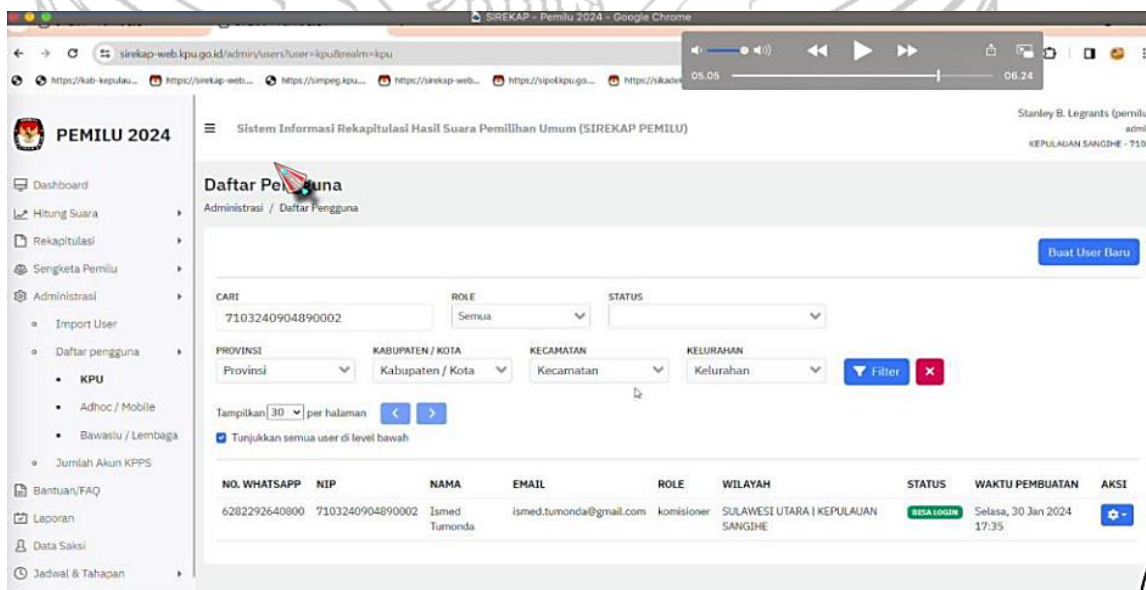 SIREKAP - Pemilu 2024 - Google Chrome
sirekap-web.kpu.go.id/admin/users?user=kpu&realm=kpu
05.05
06.24
https://kab-kepulau...
https://sirekap-web...
https://simpeg.kpu...
https://sirekap-web...
https://sipol.kpu.go...
PEMILU 2024
Sistem Informasi Rekapitulasi Hasil Suara Pemilihan Umum (SIREKAP PEMILU)
Stanley B. Legrants (pemilu
admi
KEPULAUAN SANGIHE - 710
Dashboard
Hitung Suara
Rekapitulasi
Sengketa Pemilu
Administrasi
Import User
Daftar pengguna
KPU
Adhoc / Mobile
Bawaslu / Lembaga
Jumlah Akun KPPS
Bantuan/FAQ
Laporan
Data Saksi
Jadwal & Tahapan
Daftar Pengguna
Administrasi / Daftar Pengguna
Buat User Baru
CARI ROLE STATUS
7103240904890002 Semua
PROVINSI KABUPATEN / KOTA KECAMATAN KELURAHAN
Provinsi Kabupaten / Kota Kecamatan Kelurahan Filter
Tampilkan 30 per halaman
Tunjukkan semua user di level bawah
NO. WHATSAPP NIP NAMA EMAIL ROLE WILAYAH STATUS WAKTU PEMBUATAN AKSI
6282292640800 7103240904890002 Ismed Tumonda ismed.tumonda@gmail.com komisioner SULAWESI UTARA | KEPULAUAN SANGIHE BISA LOGIN Selasa, 30 Jan 2024 17:35